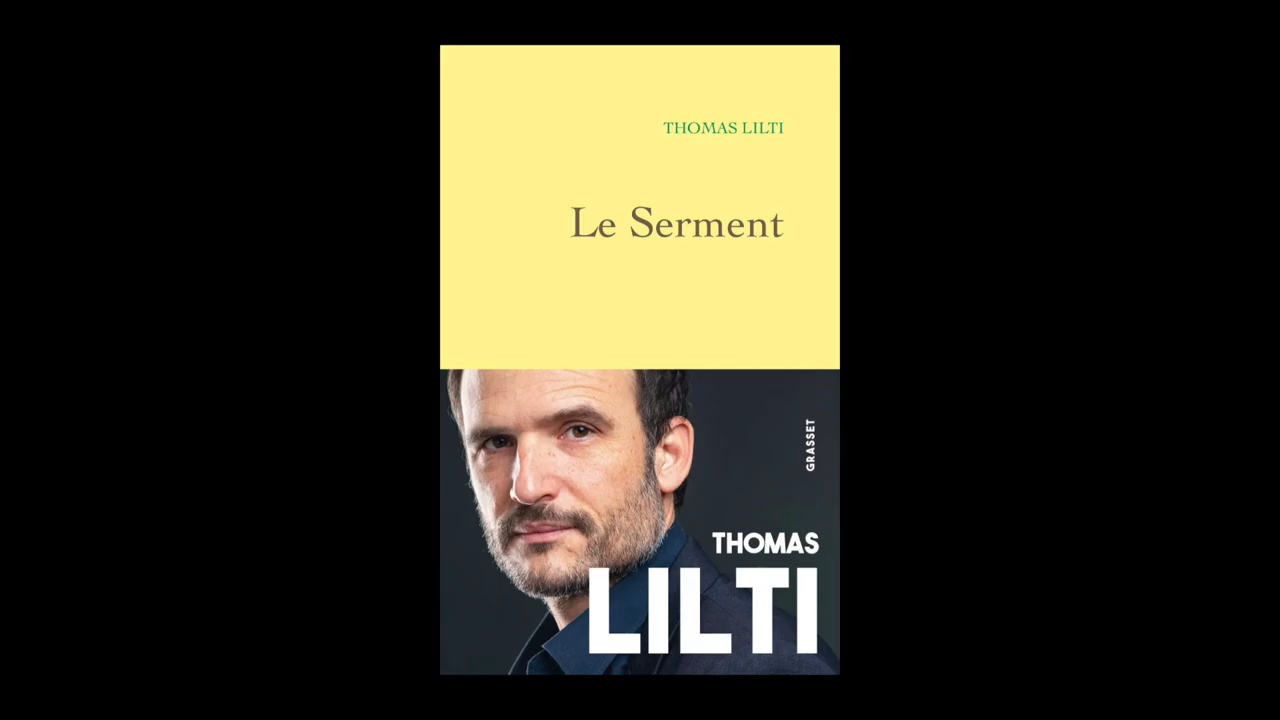 THOMAS LILTI
Le Serment
GRASSET
THOMAS
LILTI